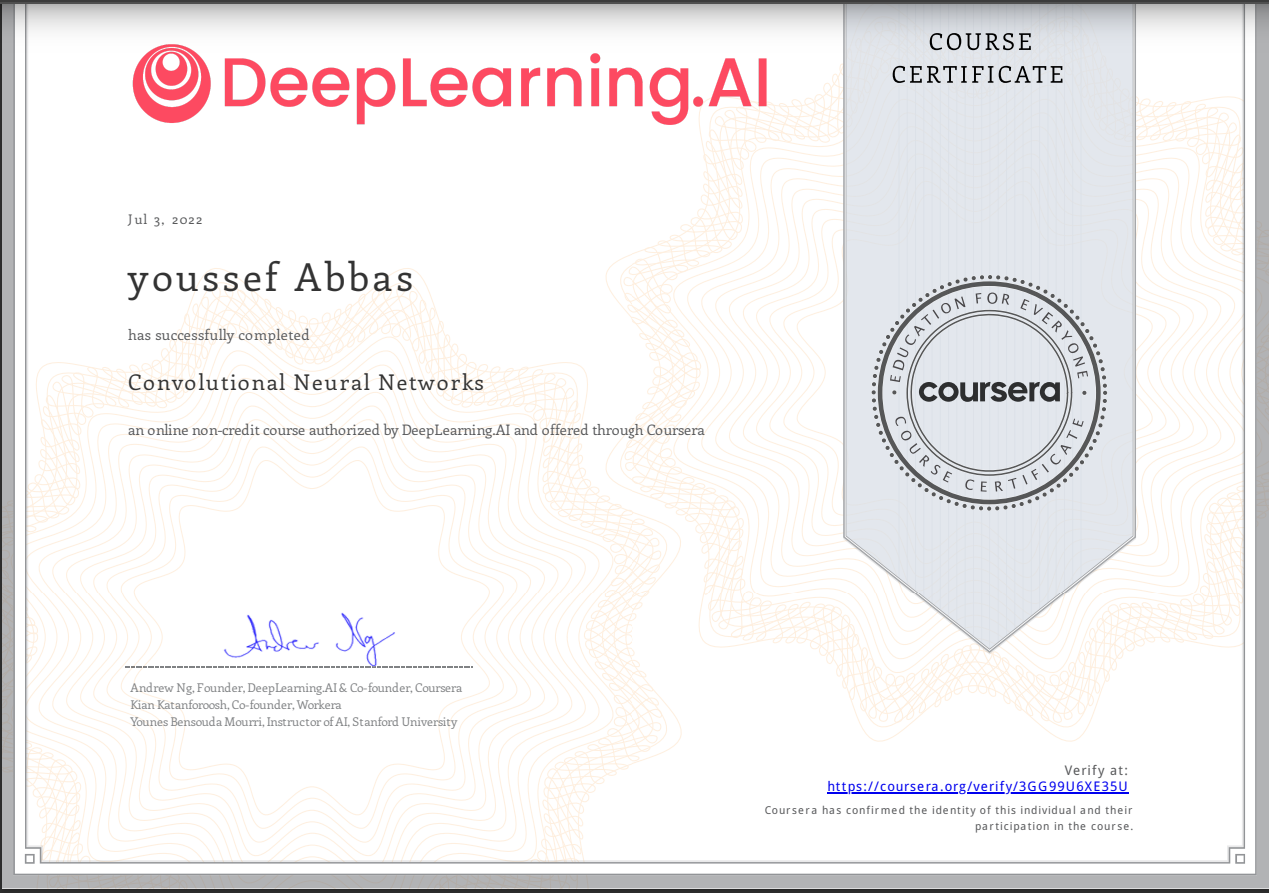 DeepLearning.AI
COURSE
CERTIFICATE
Jul 3, 2022
youssef Abbas
has successfully completed
Convolutional Neural Networks
an online non-credit course authorized by DeepLearning.AI and offered through Coursera
EDUCATION FOR EVERYONE
coursera
COURSE CERTIFICATE
Andrew Ng
Andrew Ng, Founder, DeepLearning.AI & Co-founder, Coursera
Kian Katanforoosh, Co-founder, Workera
Younes Bensouda Mourri, Instructor of AI, Stanford University
Verify at:
https://coursera.org/verify/3GG99U6XE35U
Coursera has confirmed the identity of this individual and their
participation in the course.